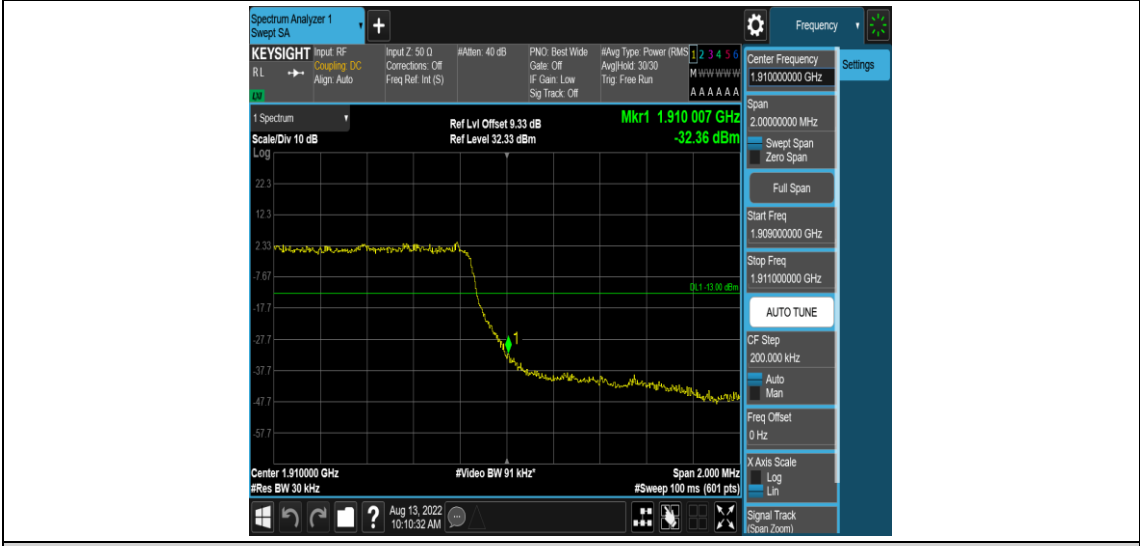 Spectrum Analyzer 1
Swept SA
Frequency
KEYSIGHT
RL
Input: RF
Coupling: DC
Align: Auto
Input Z: 50 Ω
Corrections: Off
Freq Ref: Int (S)
#Atten: 40 dB
PNO: Best Wide
Gate: Off
IF Gain: Low
Sig Track: Off
#Avg Type: Power (RMS
Avg|Hold: 30/30
Trig: Free Run
1 2 3 4 5 6
M W W W W W
A A A A A A
1 Spectrum
Scale/Div 10 dB
Log
Ref Lvl Offset 9.33 dB
Ref Level 32.33 dBm
Mkr1 1.910 007 GHz
-32.36 dBm
22.3
12.3
2.33
-7.67
-17.7
-27.7
-37.7
-47.7
-57.7
DL1 -13.00 dBm
1
Center 1.910000 GHz
#Res BW 30 kHz
#Video BW 91 kHz*
Span 2.000 MHz
#Sweep 100 ms (601 pts)
?
Aug 13, 2022
10:10:32 AM
Center Frequency
1.910000000 GHz
Settings
Span
2.00000000 MHz
Swept Span
Zero Span
Full Span
Start Freq
1.909000000 GHz
Stop Freq
1.911000000 GHz
AUTO TUNE
CF Step
200.000 kHz
Auto
Man
Freq Offset
0 Hz
X Axis Scale
Log
Lin
Signal Track
(Span Zoom)